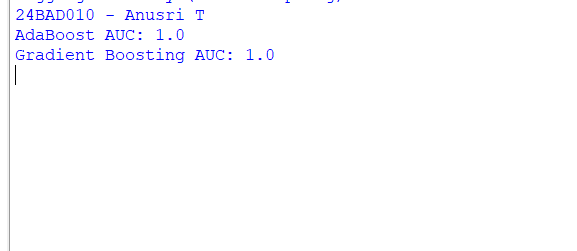 24BAD010 - Anusri T
AdaBoost AUC: 1.0
Gradient Boosting AUC: 1.0